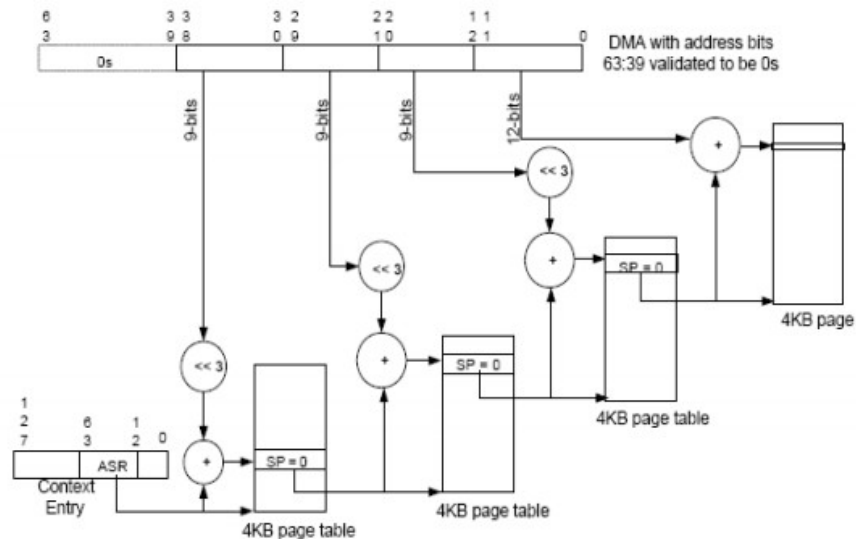 6 3 3 3 2 2 2 1 1
3 9 8 0 9 1 0 2 1 0
0s
DMA with address bits
63:39 validated to be 0s
9-bits
9-bits
9-bits
12-bits
+
<< 3
<< 3
+
SP = 0
4KB page
<< 3
+
SP = 0
4KB page table
1 6 1
2 3 2 0
7
ASR
+
SP = 0
4KB page table
Context
Entry
4KB page table